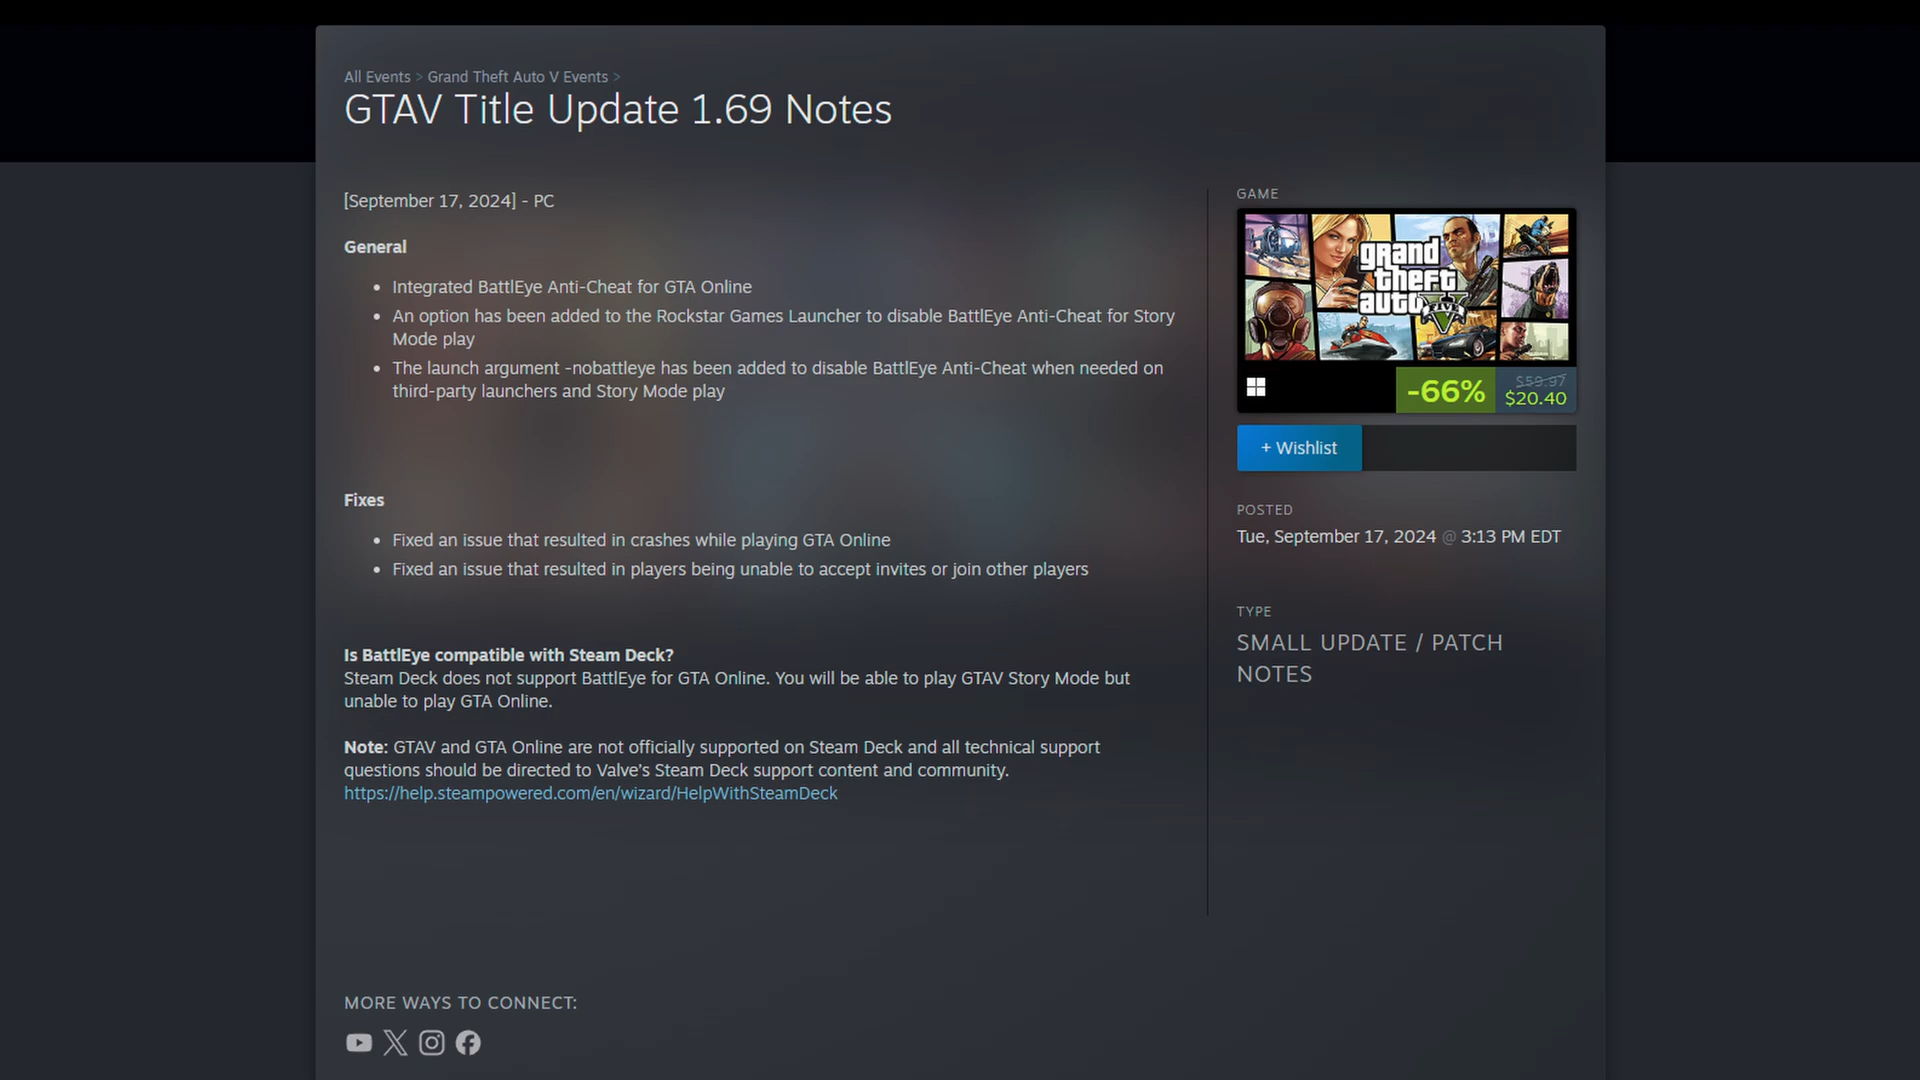 All Events > Grand Theft Auto V Events >
GTAV Title Update 1.69 Notes
[September 17, 2024] - PC
General
• Integrated BattlEye Anti-Cheat for GTA Online
• An option has been added to the Rockstar Games Launcher to disable BattlEye Anti-Cheat for Story
Mode play
• The launch argument -nobattleye has been added to disable BattlEye Anti-Cheat when needed on
third-party launchers and Story Mode play
Fixes
• Fixed an issue that resulted in crashes while playing GTA Online
• Fixed an issue that resulted in players being unable to accept invites or join other players
Is BattlEye compatible with Steam Deck?
Steam Deck does not support BattlEye for GTA Online. You will be able to play GTAV Story Mode but
unable to play GTA Online.
Note: GTAV and GTA Online are not officially supported on Steam Deck and all technical support
questions should be directed to Valve's Steam Deck support content and community.
https://help.steampowered.com/en/wizard/HelpWithSteamDeck
MORE WAYS TO CONNECT:
GAME
grand
theft
auto V
FIVE
-66%
$59.97
$20.40
+ Wishlist
POSTED
Tue, September 17, 2024 @ 3:13 PM EDT
TYPE
SMALL UPDATE / PATCH
NOTES